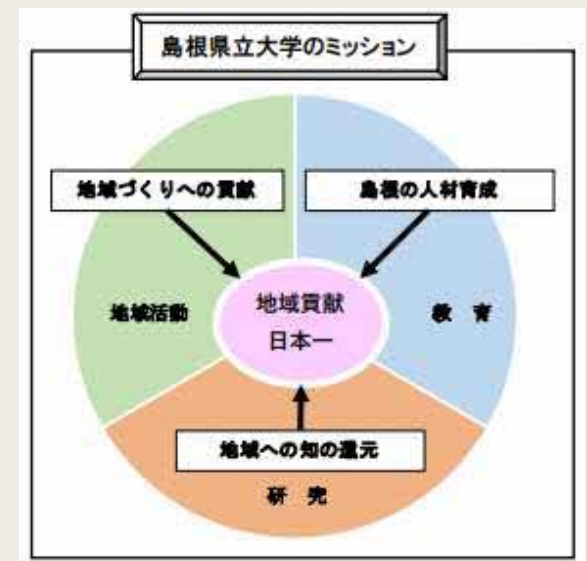 島根県立大学のミッション
地域づくりへの貢献
島根の人材育成
地域貢献
日本一
地域活動
教　育
地域への知の還元
研　究